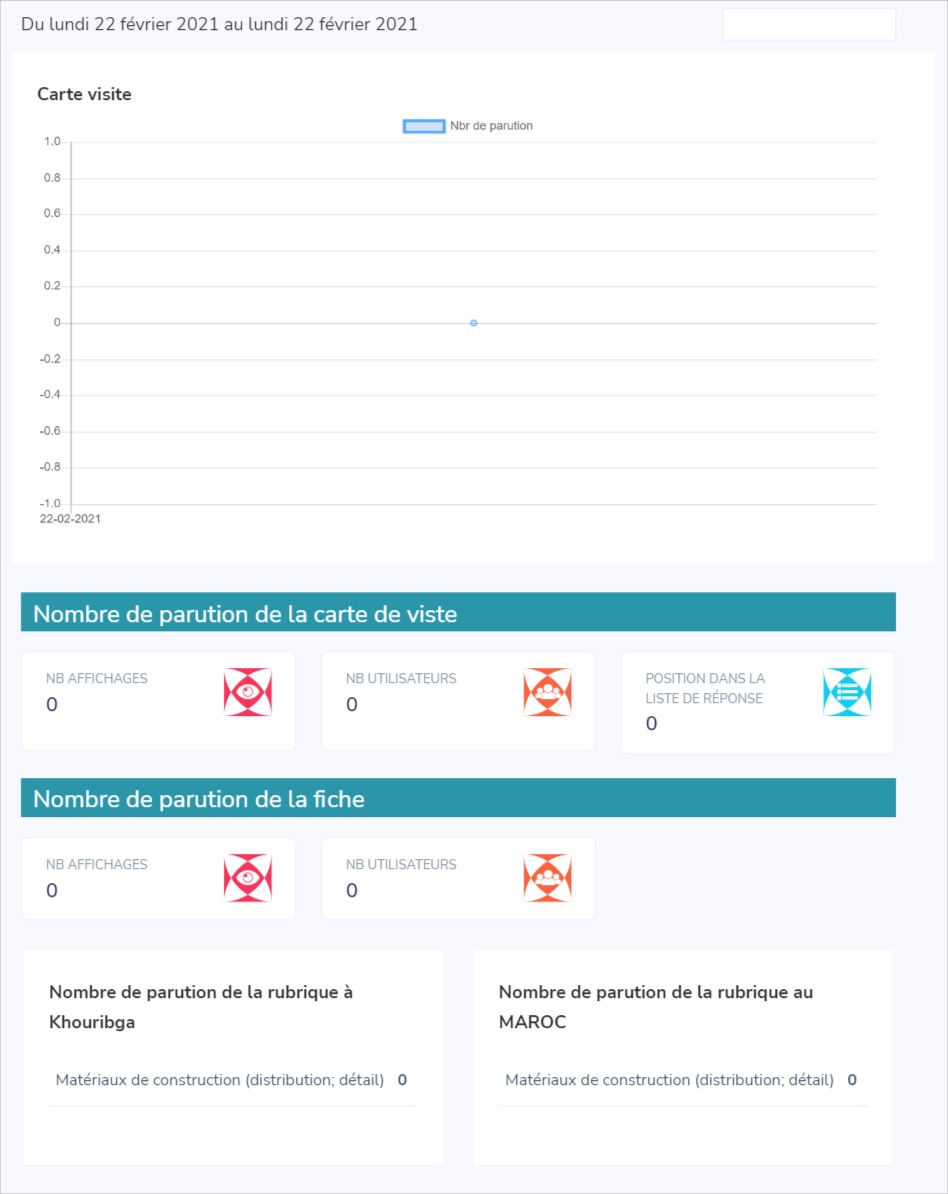 Du lundi 22 février 2021 au lundi 22 février 2021
Carte visite
Nbr de parution
1.0
0.8
0.6
0.4
0.2
0
-0.2
-0.4
-0.6
-0.8
-1.0
22-02-2021
Nombre de parution de la carte de viste
NB AFFICHAGES
0
NB UTILISATEURS
0
POSITION DANS LA
LISTE DE RÉPONSE
0
Nombre de parution de la fiche
NB AFFICHAGES
0
NB UTILISATEURS
0
Nombre de parution de la rubrique à
Khouribga
Matériaux de construction (distribution; détail) 0
Nombre de parution de la rubrique au
MAROC
Matériaux de construction (distribution; détail) 0